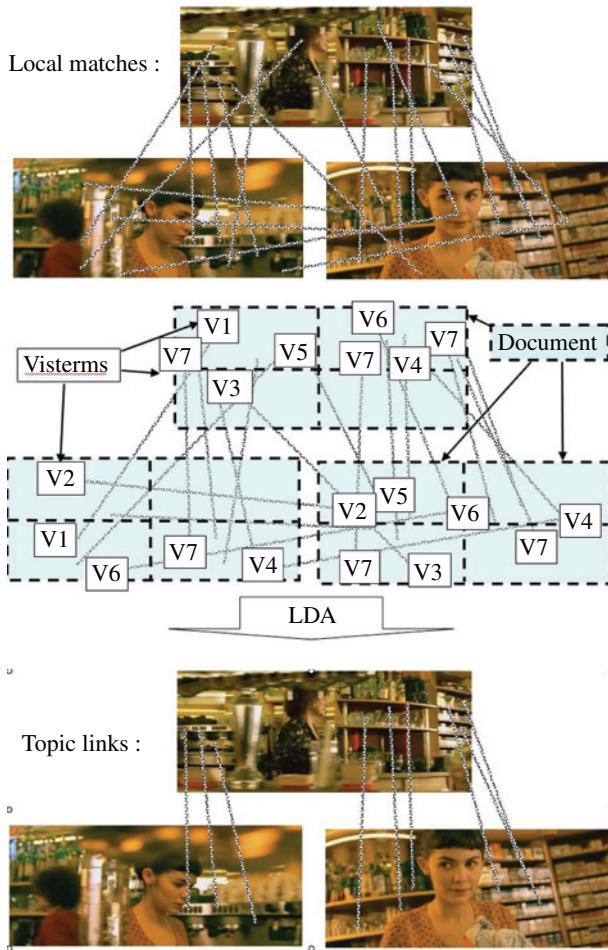 Local matches :
V1
V6
V7
V5
V7
V7
V4
Document
Visterms
V3
V2
V5
V2
V6
V4
V1
V7
V7
V6
V4
V7
V3
LDA
Topic links :